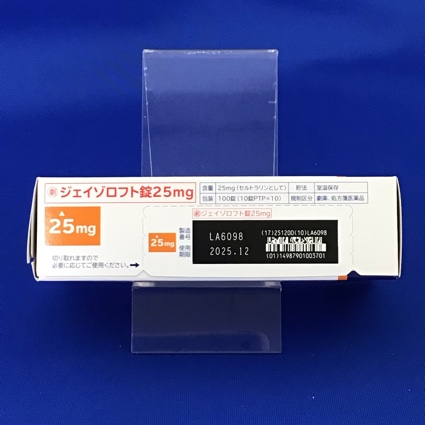 劇 ジェイゾロフト錠25mg
含量 25mg(セルトラリンとして) 貯法 室温保存
包装 100錠(10錠PTP×10) 規制区分 劇薬、処方箋医薬品
25mg
劇 ジェイゾロフト錠25mg
25mg
製造番号 LA6098
使用期限 2025.12
(17)251200(10)LA6098
(01)14987901003701
切り取れますので
必要に応じてご使用ください。